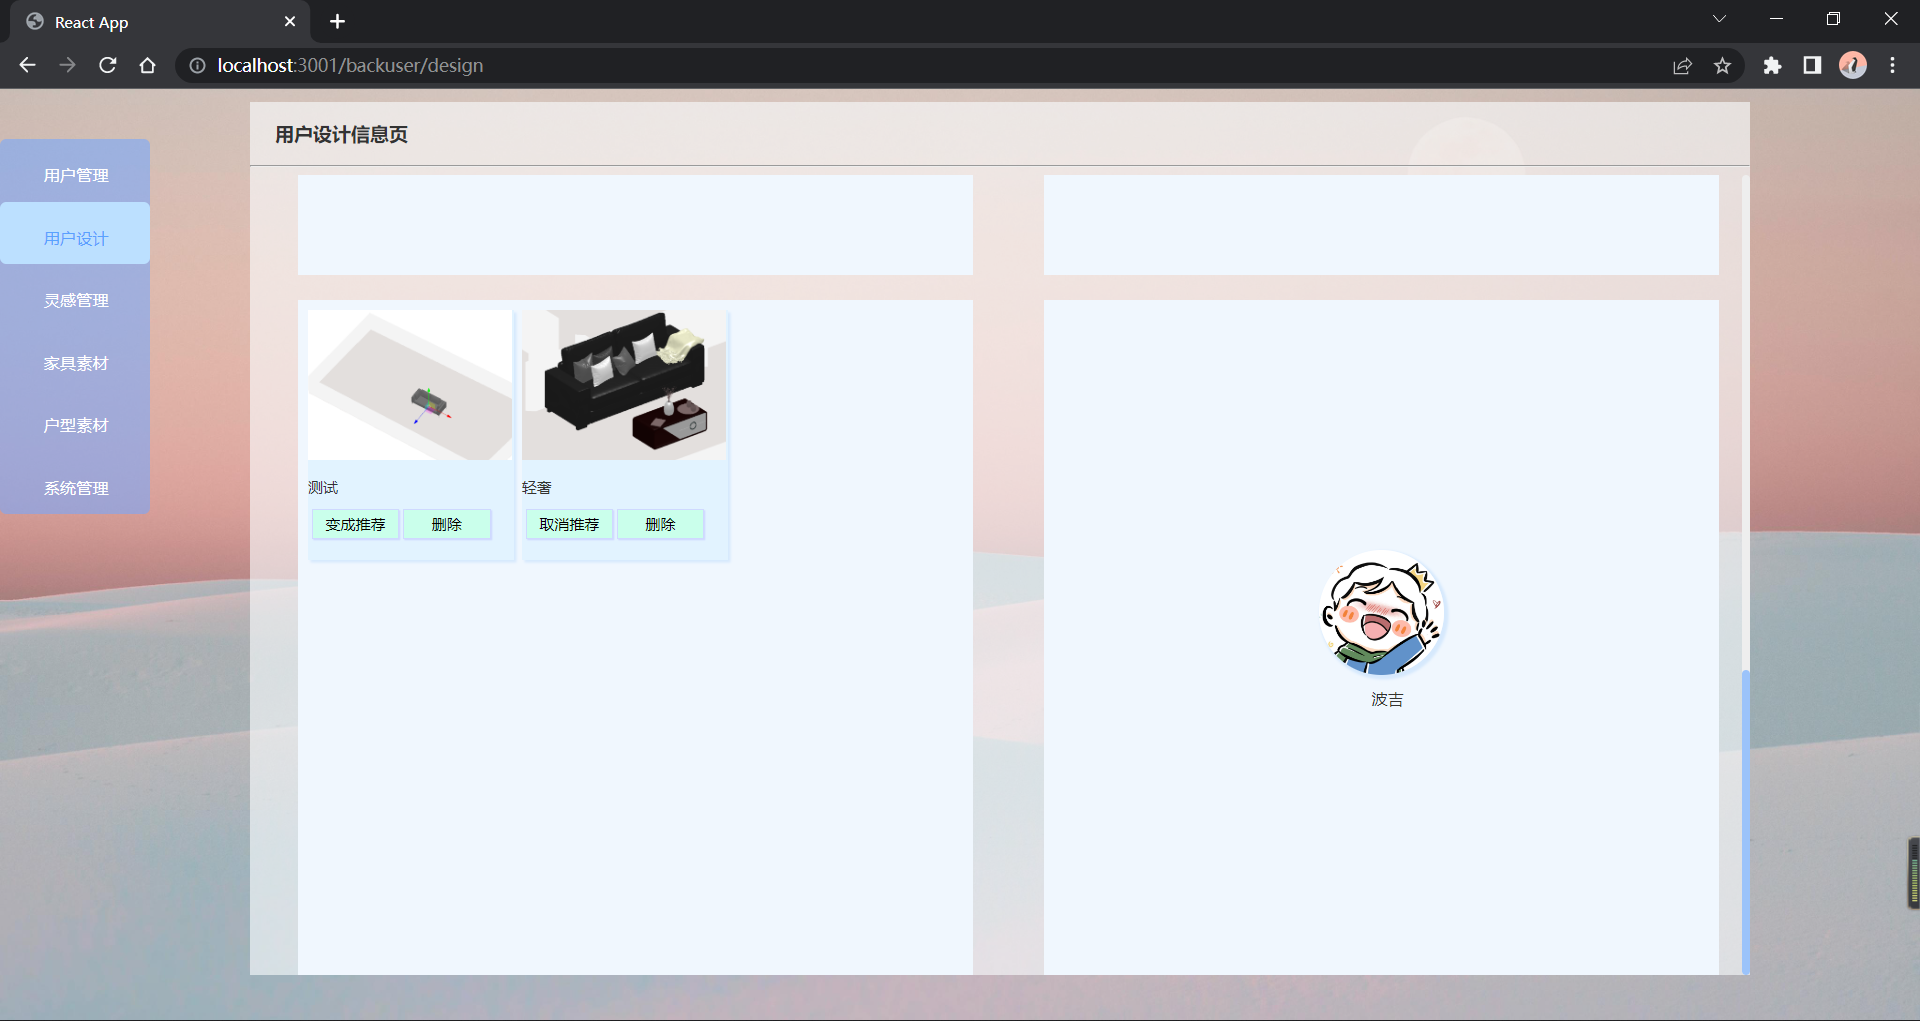 React App
localhost:3001/backuser/design
用户设计信息页
用户管理
用户设计
灵感管理
家具素材
户型素材
系统管理
测试
变成推荐 删除
轻奢
取消推荐 删除
波吉